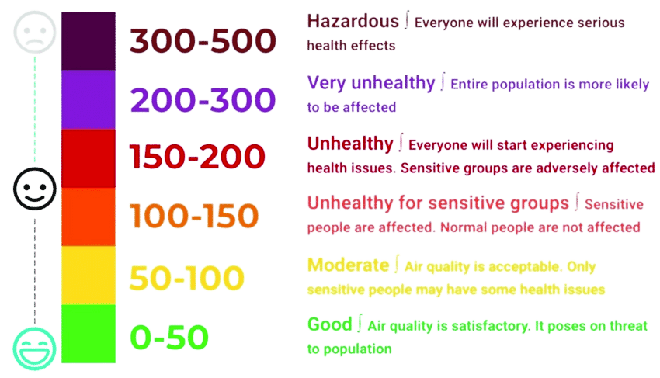 300-500
Hazardous ∫ Everyone will experience serious
health effects
200-300
Very unhealthy ∫ Entire population is more likely
to be affected
150-200
Unhealthy ∫ Everyone will start experiencing
health issues. Sensitive groups are adversely affected
100-150
Unhealthy for sensitive groups ∫ Sensitive
people are affected. Normal people are not affected
50-100
Moderate ∫ Air quality is acceptable. Only
sensitive people may have some health issues
0-50
Good ∫ Air quality is satisfactory. It poses on threat
to population